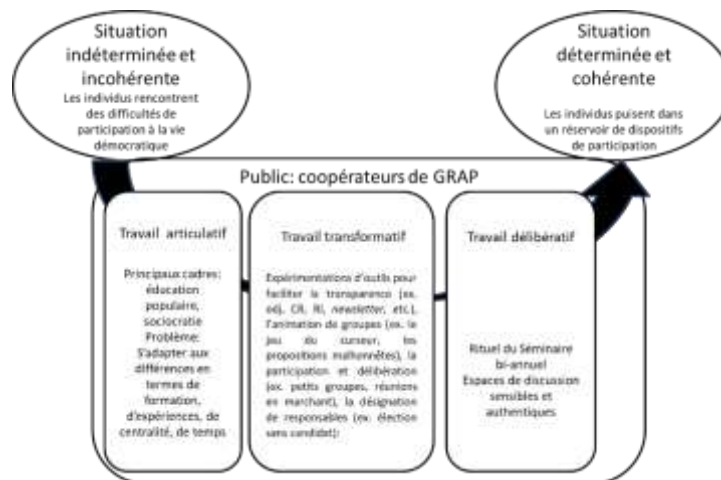 Situation
indéterminée et
incohérente
Les individus rencontrent
des difficultés de
participation à la vie
démocratique
Situation
déterminée et
cohérente
Les individus puisent dans
un réservoir de dispositifs
de participation
Public: coopérateurs de GRAP
Travail articulatif
Principaux cadres:
éducation
populaire,
sociocratie
Problème:
S'adapter aux
différences en
termes de
formation,
d'expériences, de
centralité, de temps
Travail transformatif
Expérimentations d'outils pour
faciliter la transparence (ex.
odj, CR, RI, newsletter, etc.),
l'animation de groupes (ex. le
jeu du curseur, les
propositions malhonnêtes), la
participation et délibération
(ex. petits groupes, réunions
en marchant), la désignation
de responsables (ex. élection
sans candidat)
Travail délibératif
Rituel du Séminaire
bi-annuel
Espaces de discussion
sensibles et
authentiques